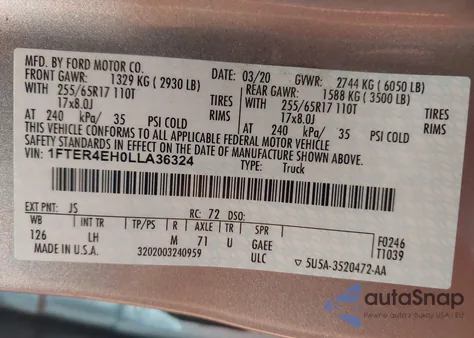 MFD. BY FORD MOTOR CO.
03/20 GVWR: 2744 KG (6050 LB)
FRONT GAWR: 1329 KG (2930 LB)
REAR GAWR: 1588 KG (3500 LB)
WITH 255/65R17 110T TIRES
WITH 255/65R17 110T TIRES
17x8.0J RIMS
17x8.0J RIMS
AT 240 kPa/ 35 PSI COLD
AT 240 kPa/ 35 PSI COLD
THIS VEHICLE CONFORMS TO ALL APPLICABLE FEDERAL MOTOR VEHICLE
SAFETY STANDARDS IN EFFECT ON THE DATE OF MANUFACTURE SHOWN ABOVE.
VIN: 1FTER4EH0LLA36324
TYPE: Truck
EXT PNT: J5 RC: 72 DSO:
WB INT TR TP/PS R AXLE TR SPR
126 LH M 71 U GAEE
F0246
T1039
MADE IN U.S.A. 3202003240959 ULC
5U5A-3520472-AA
autoSnap